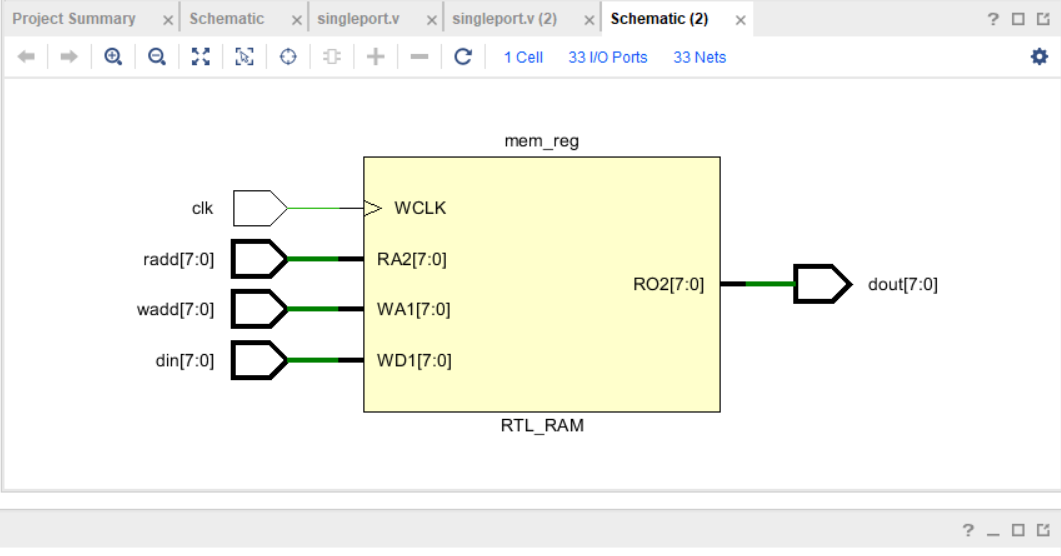 Project Summary × Schematic × singleport.v × singleport.v (2) × Schematic (2) × ?
1 Cell 33 I/O Ports 33 Nets
mem_reg
clk WCLK
radd[7:0] RA2[7:0]
RO2[7:0] dout[7:0]
wadd[7:0] WA1[7:0]
din[7:0] WD1[7:0]
RTL_RAM
?